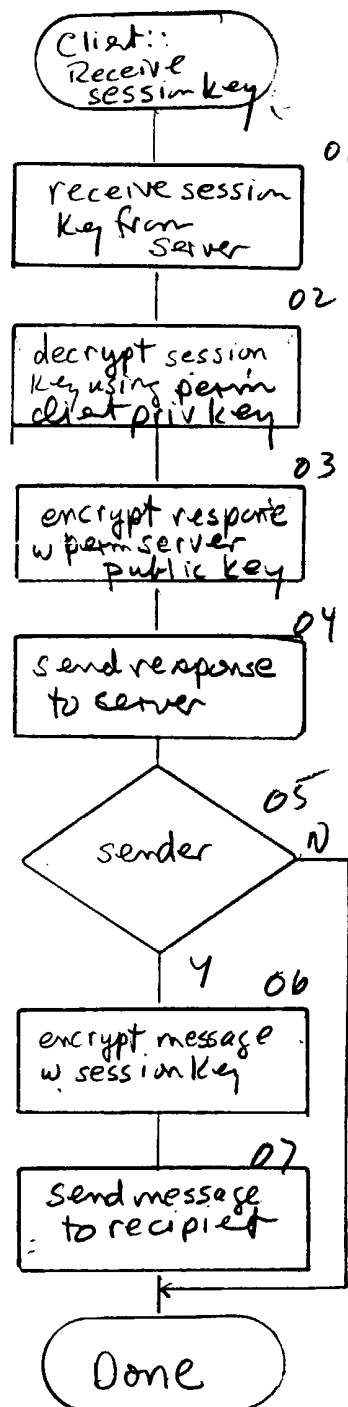 Client::
Receive
session key
receive session
key from
server
02
decrypt session
key using perm
client priv key
03
encrypt response
w perm server
public key
04
send response
to server
05
sender
N
Y
06
encrypt message
w session key
07
send message
to recipiet
Done